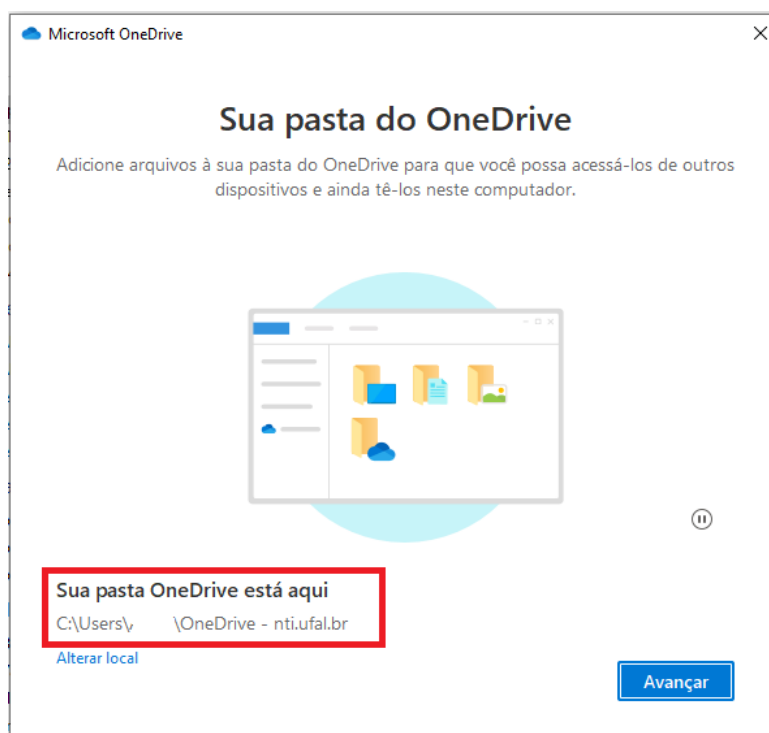 Microsoft OneDrive
Sua pasta do OneDrive
Adicione arquivos à sua pasta do OneDrive para que você possa acessá-los de outros
dispositivos e ainda tê-los neste computador.
Sua pasta OneDrive está aqui
C:\Users\ \OneDrive - nti.ufal.br
Alterar local
Avançar